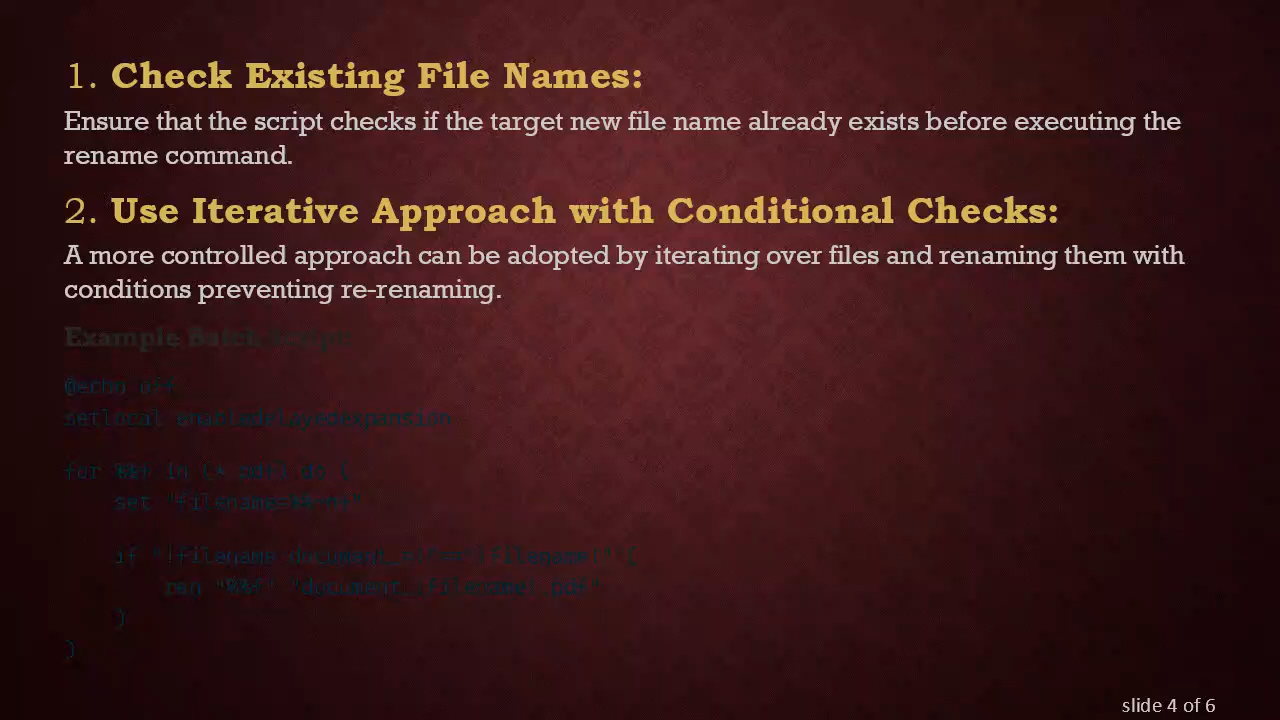 1. Check Existing File Names:
Ensure that the script checks if the target new file name already exists before executing the
rename command.
2. Use Iterative Approach with Conditional Checks:
A more controlled approach can be adopted by iterating over files and renaming them with
conditions preventing re-renaming.
Example Batch Script
@echo off
setlocal enabledelayedexpansion
for %%f in (*.pdf) do (
set "filename=
if "!filename: document_ "!filename!" (
ren "%%f" "document_!filename!.pdf"
)
)
slide 4 of 6